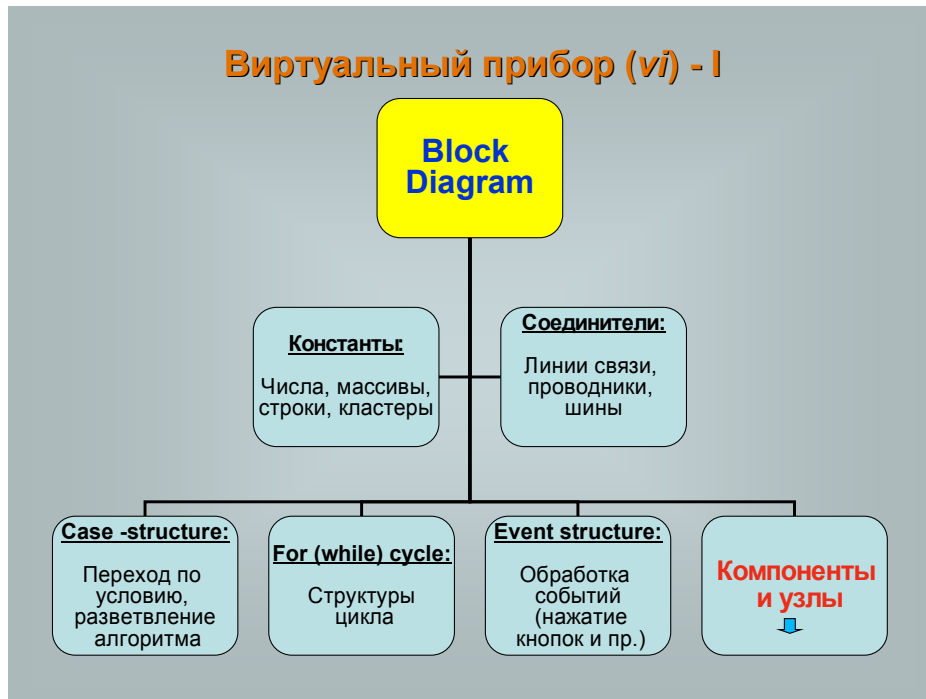 Виртуальный прибор (vi) - I
Block
Diagram
Константы:
Числа, массивы,
строки, кластеры
Соединители:
Линии связи,
проводники,
шины
Case -structure:
Переход по
условию,
разветвление
алгоритма
For (while) cycle:
Структуры
цикла
Event structure:
Обработка
событий
(нажатие
кнопок и пр.)
Компоненты
и узлы